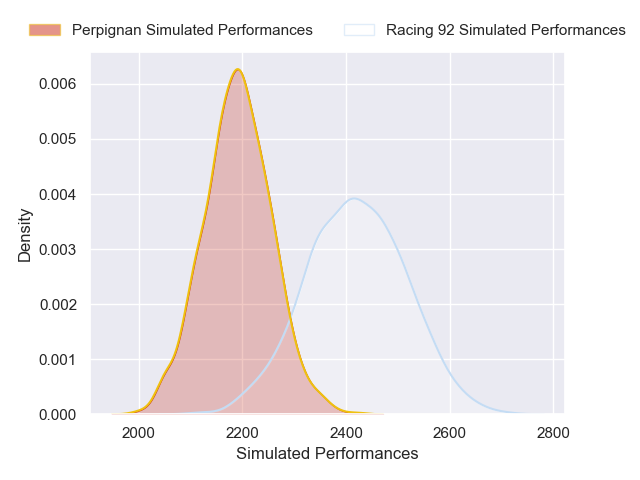 Perpignan Simulated Performances Racing 92 Simulated Performances
0.006
0.005
0.004
0.003
0.002
0.001
0.000
Density
2000 2200 2400 2600 2800
Simulated Performances